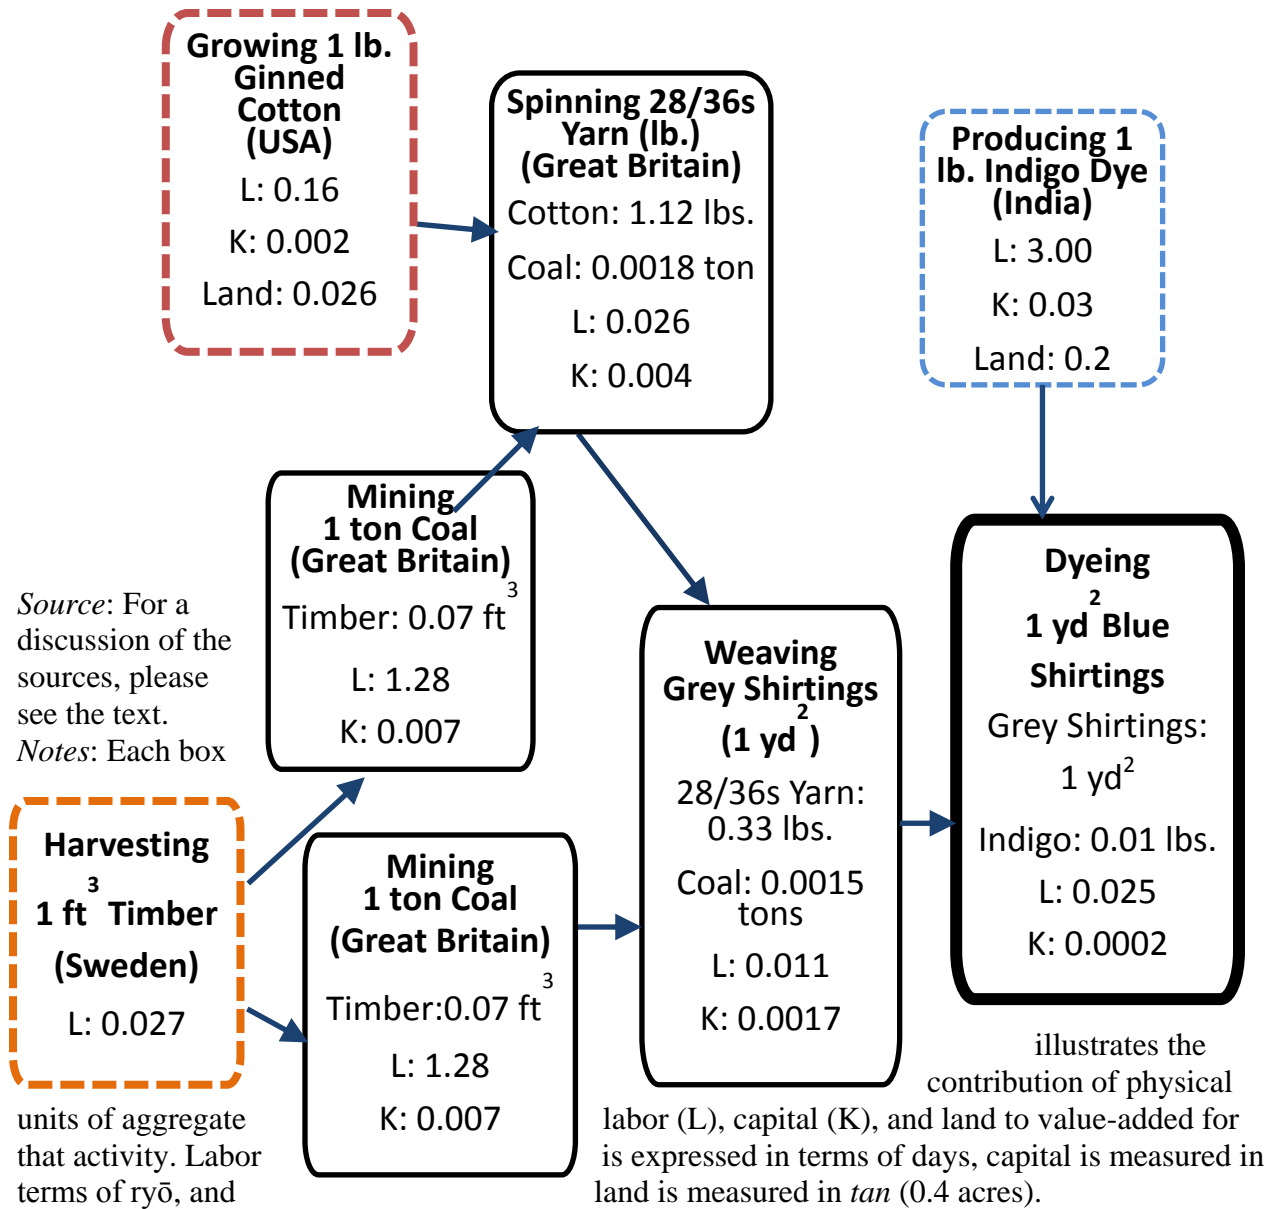 Growing 1 lb.
Ginned
Cotton
(USA)
L: 0.16
K: 0.002
Land: 0.026
Spinning 28/36s
Yarn (lb.)
(Great Britain)
Cotton: 1.12 lbs.
Coal: 0.0018 ton
L: 0.026
K: 0.004
Producing 1
lb. Indigo Dye
(India)
L: 3.00
K: 0.03
Land: 0.2
Mining
1 ton Coal
(Great Britain)
Timber: 0.07 ft³
L: 1.28
K: 0.007
Source: For a
discussion of the
sources, please
see the text.
Notes: Each box
Harvesting
1 ft³ Timber
(Sweden)
L: 0.027
Mining
1 ton Coal
(Great Britain)
Timber:0.07 ft³
L: 1.28
K: 0.007
Weaving
Grey Shirtings
(1 yd²)
28/36s Yarn:
0.33 lbs.
Coal: 0.0015
tons
L: 0.011
K: 0.0017
Dyeing
1 yd² Blue
Shirtings
Grey Shirtings:
1 yd²
Indigo: 0.01 lbs.
L: 0.025
K: 0.0002
illustrates the
units of aggregate contribution of physical
that activity. Labor labor (L), capital (K), and land to value-added for
terms of ryō, and is expressed in terms of days, capital is measured in
land is measured in tan (0.4 acres).